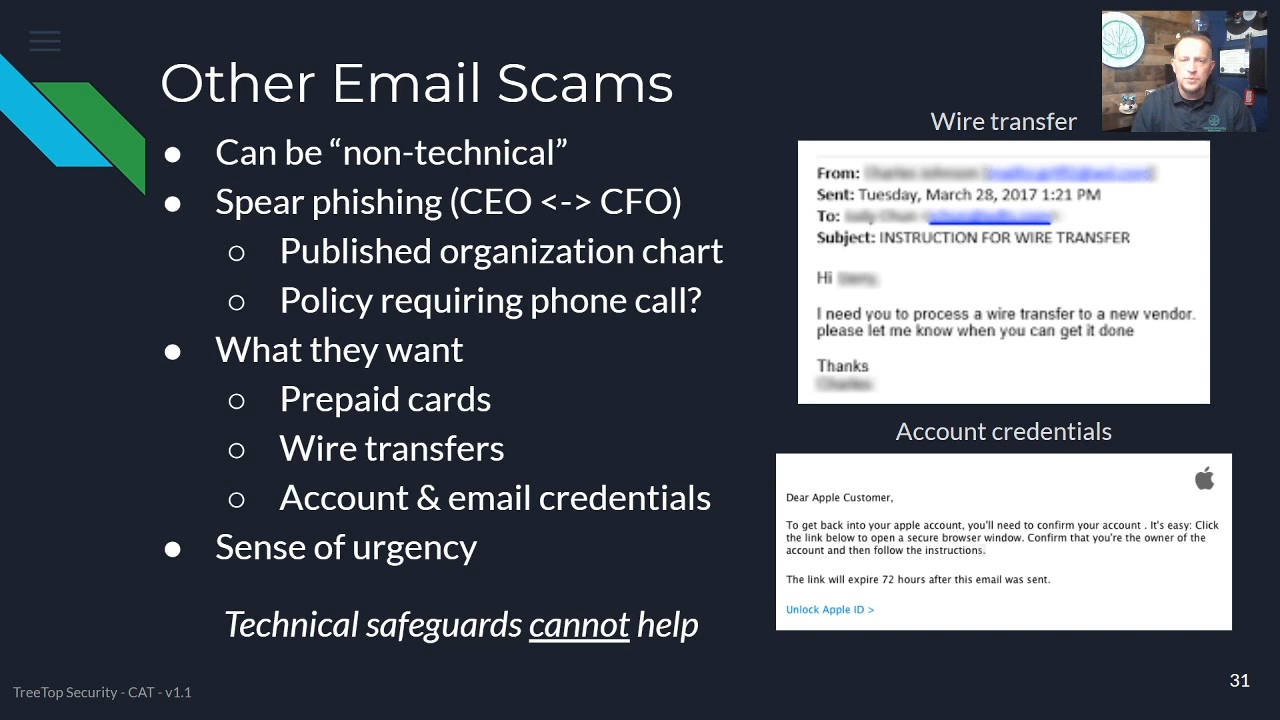 Other Email Scams
● Can be “non-technical”
● Spear phishing (CEO <-> CFO)
○ Published organization chart
○ Policy requiring phone call?
● What they want
○ Prepaid cards
○ Wire transfers
○ Account & email credentials
● Sense of urgency
Technical safeguards cannot help
Wire transfer
From:
Sent: Tuesday, March 28, 2017 1:21 PM
To:
Subject: INSTRUCTION FOR WIRE TRANSFER
Hi
I need you to process a wire transfer to a new vendor.
please let me know when you can get it done
Thanks
Account credentials
Dear Apple Customer,
To get back into your apple account, you'll need to confirm your account . It's easy: Click
the link below to open a secure browser window. Confirm that you're the owner of the
account and then follow the instructions.
The link will expire 72 hours after this email was sent.
Unlock Apple ID >
TreeTop Security - CAT - v1.1
31